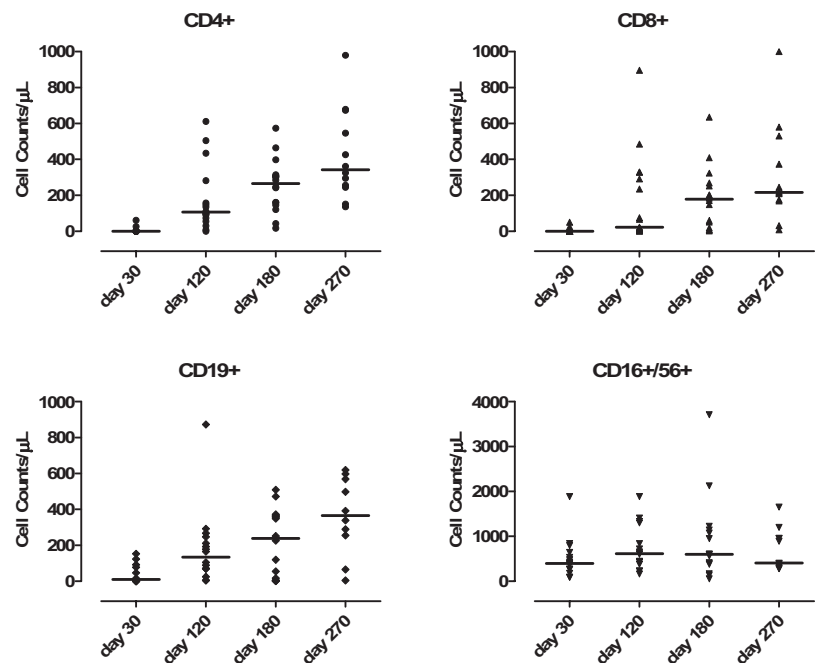 CD4+
1000
800
600
400
200
0
Cell Counts/µL
day 30
day 120
day 180
day 270
CD8+
1000
800
600
400
200
0
Cell Counts/µL
day 30
day 120
day 180
day 270
CD19+
1000
800
600
400
200
0
Cell Counts/µL
day 30
day 120
day 180
day 270
CD16+/56+
4000
3000
2000
1000
0
Cell Counts/µL
day 30
day 120
day 180
day 270